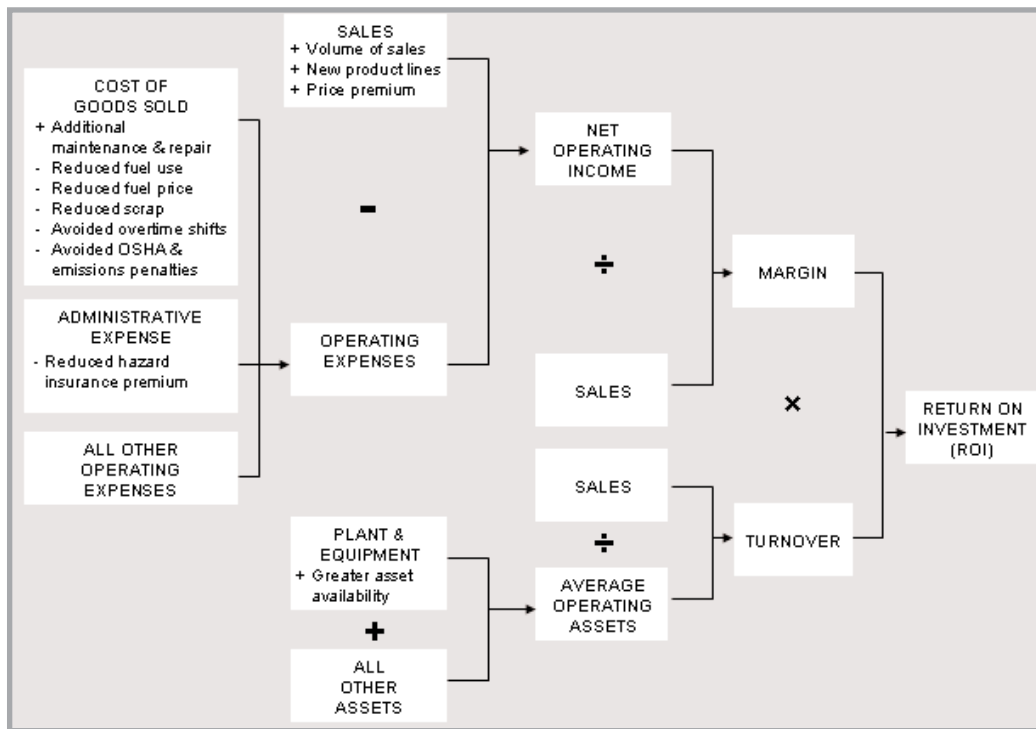 SALES
+ Volume of sales
+ New product lines
+ Price premium
COST OF
GOODS SOLD
+ Additional
maintenance & repair
- Reduced fuel use
- Reduced fuel price
- Reduced scrap
- Avoided overtime shifts
- Avoided OSHA &
emissions penalties
NET
OPERATING
INCOME
-
÷
MARGIN
ADMINISTRATIVE
EXPENSE
- Reduced hazard
insurance premium
OPERATING
EXPENSES
SALES
×
RETURN ON
INVESTMENT
(ROI)
ALL OTHER
OPERATING
EXPENSES
SALES
PLANT &
EQUIPMENT
+ Greater asset
availability
÷
TURNOVER
AVERAGE
OPERATING
ASSETS
+
ALL
OTHER
ASSETS